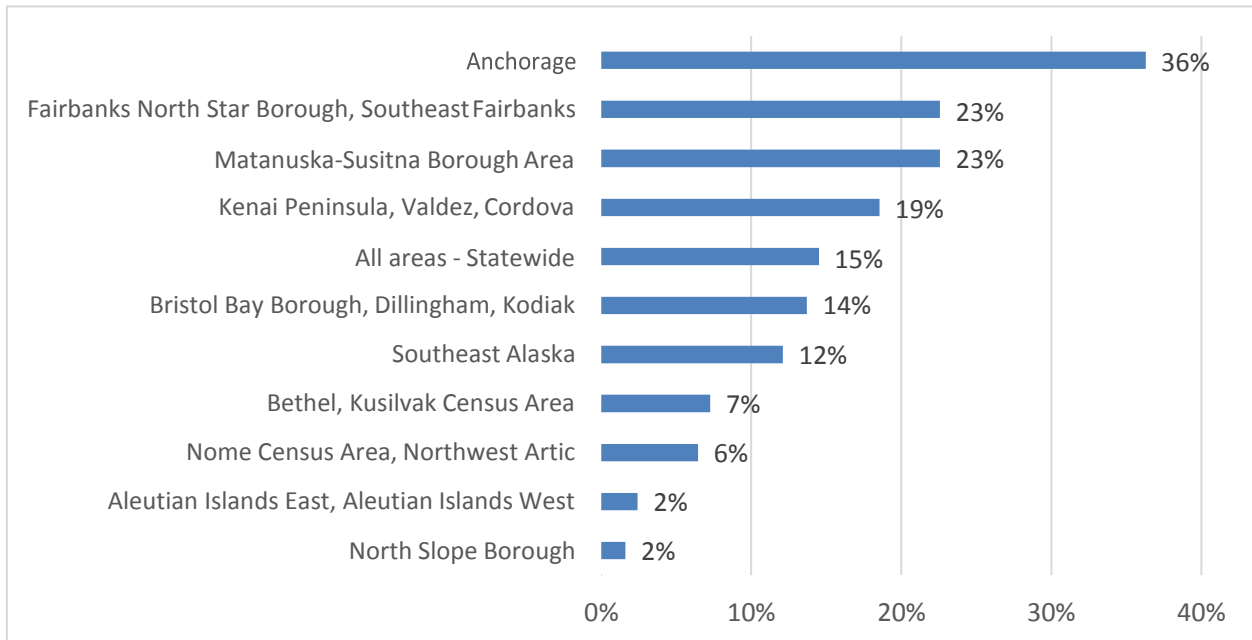 Anchorage 36%
Fairbanks North Star Borough, Southeast Fairbanks 23%
Matanuska-Susitna Borough Area 23%
Kenai Peninsula, Valdez, Cordova 19%
All areas - Statewide 15%
Bristol Bay Borough, Dillingham, Kodiak 14%
Southeast Alaska 12%
Bethel, Kusilvak Census Area 7%
Nome Census Area, Northwest Artic 6%
Aleutian Islands East, Aleutian Islands West 2%
North Slope Borough 2%
0% 10% 20% 30% 40%